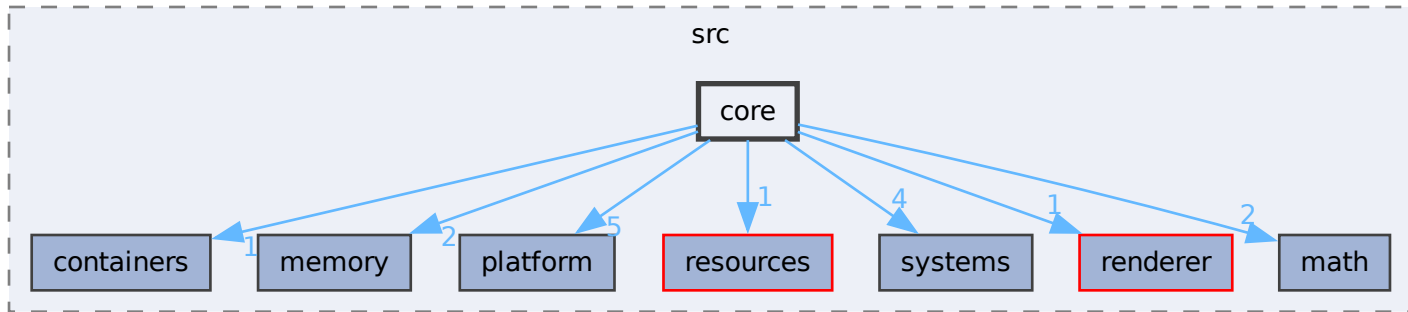 src
core
1
2
5
1
4
1
2
containers
memory
platform
resources
systems
renderer
math